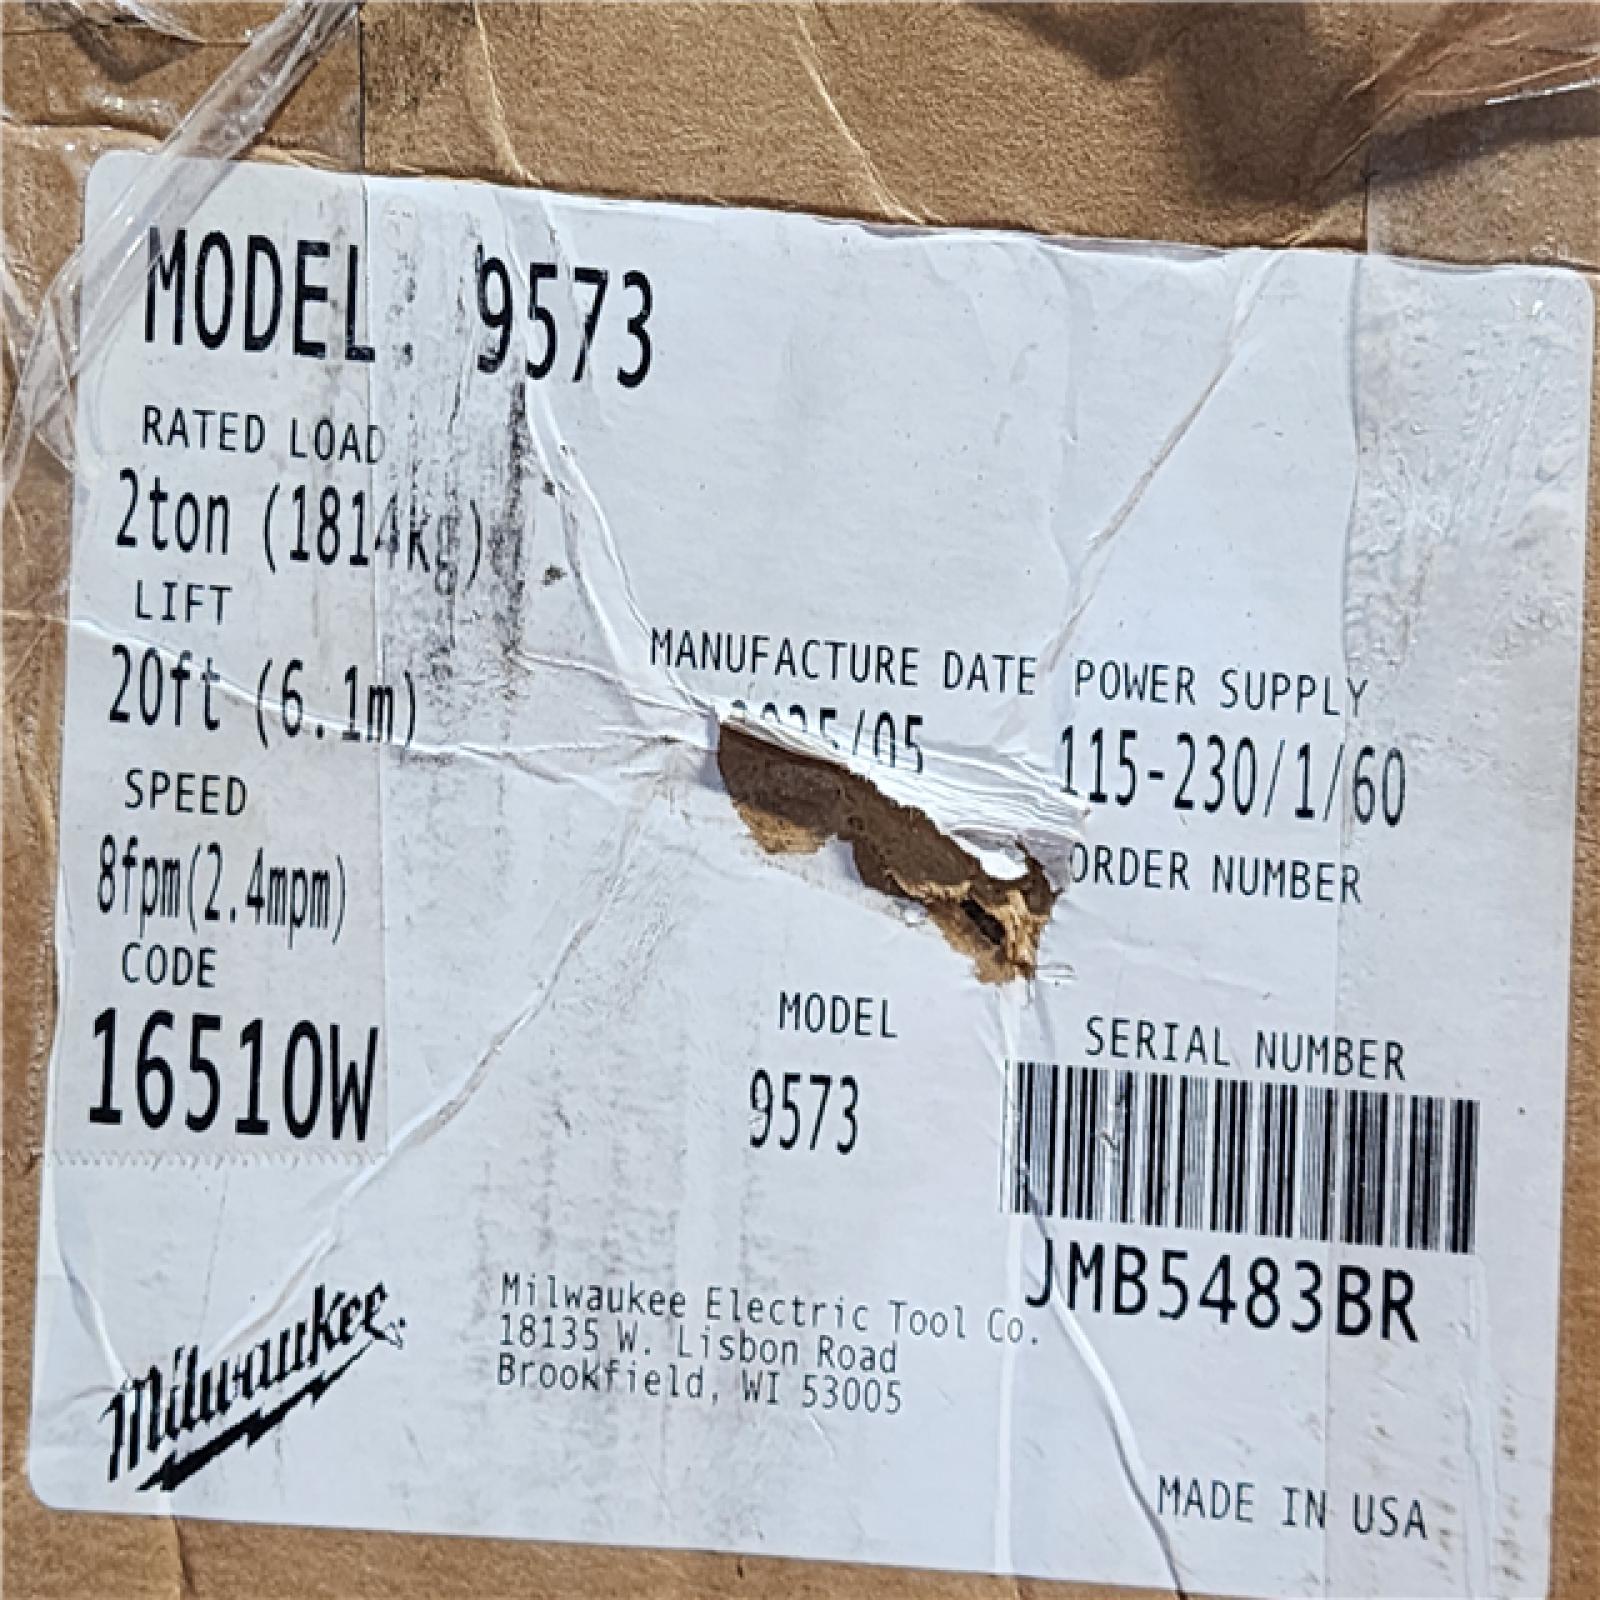 MODEL: 9573
RATED LOAD
2ton (1814kg)
LIFT
20ft (6.1m)
SPEED
8fpm(2.4mpm)
CODE
16510W
MANUFACTURE DATE
2025/05
POWER SUPPLY
115-230/1/60
ORDER NUMBER
MODEL
9573
SERIAL NUMBER
JMB5483BR
Milwaukee
Milwaukee Electric Tool Co.
18135 W. Lisbon Road
Brookfield, WI 53005
MADE IN USA